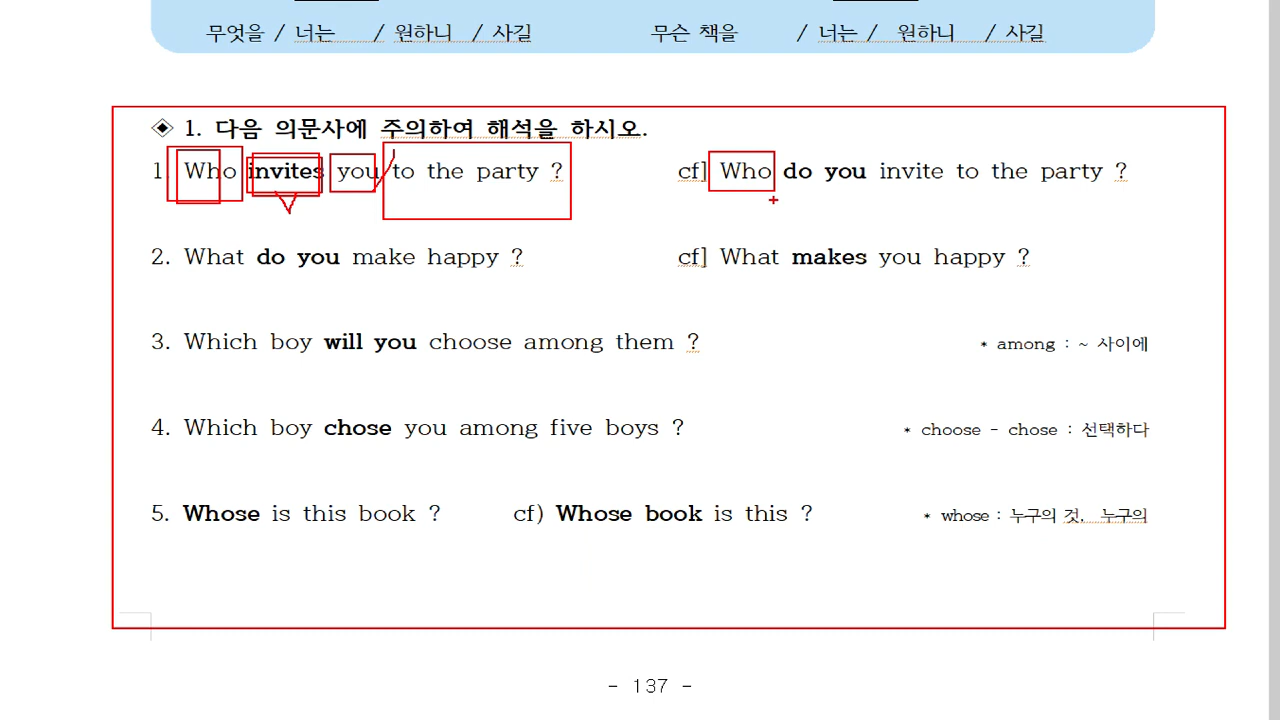 무엇을 / 너는 / 원하니 / 사길 무슨 책을 / 너는 / 원하니 / 사길
◈ 1. 다음 의문사에 주의하여 해석을 하시오.
1. Who invites you to the party ? cf] Who do you invite to the party ?
2. What do you make happy ? cf] What makes you happy ?
3. Which boy will you choose among them ? * among : ~ 사이에
4. Which boy chose you among five boys ? * choose - chose : 선택하다
5. Whose is this book ? cf) Whose book is this ? * whose : 누구의 것, 누구의
- 137 -